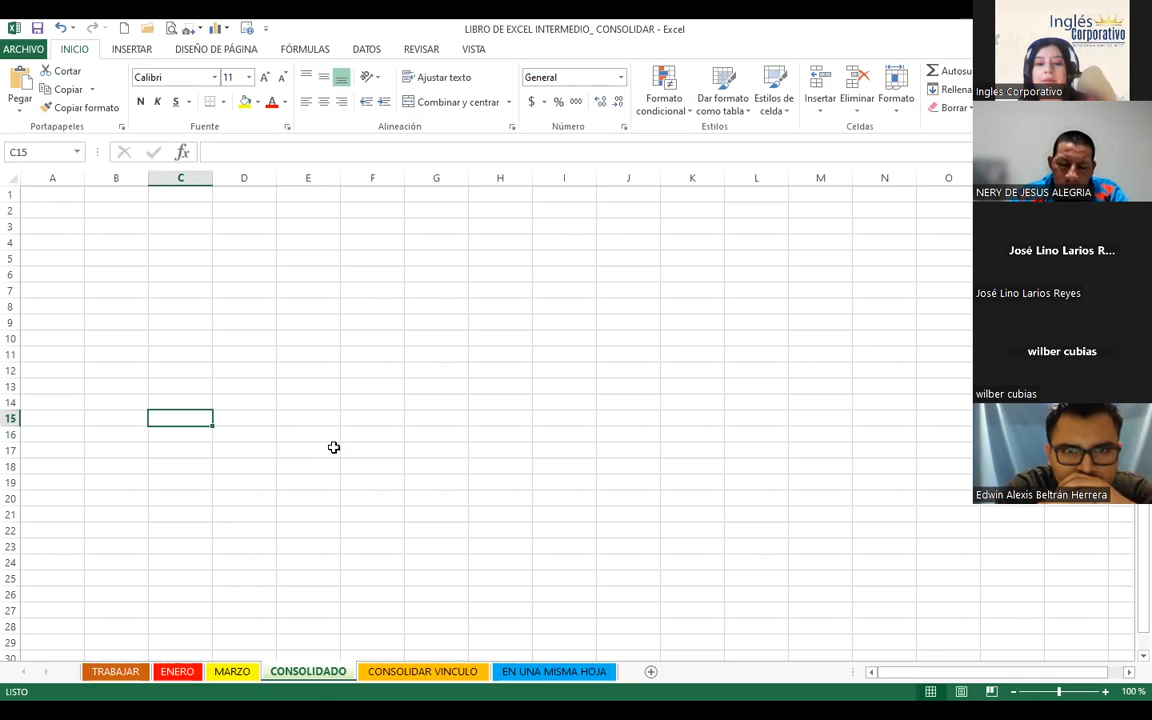 LIBRO DE EXCEL INTERMEDIO_ CONSOLIDAR - Excel
ARCHIVO INICIO INSERTAR DISEÑO DE PÁGINA FÓRMULAS DATOS REVISAR VISTA
Pegar
Cortar
Copiar
Copiar formato
Portapapeles
Calibri 11
N K S
Fuente
Ajustar texto
Combinar y centrar
Alineación
General
$ % 000
Número
Formato condicional
Dar formato como tabla
Estilos de celda
Estilos
Insertar Eliminar Formato
Celdas
Autosu
Rellena
Borrar
C15 fx
A B C D E F G H I J K L M N O
1
2
3
4
5
6
7
8
9
10
11
12
13
14
15
16
17
18
19
20
21
22
23
24
25
26
27
28
29
30
TRABAJAR ENERO MARZO CONSOLIDADO CONSOLIDAR VINCULO EN UNA MISMA HOJA
LISTO 100 %
Inglés
Corporativo
Ingles Corporativo
NERY DE JESUS ALEGRIA
José Lino Larios R...
José Lino Larios Reyes
wilber cubias
wilber cubias
Edwin Alexis Beltrán Herrera